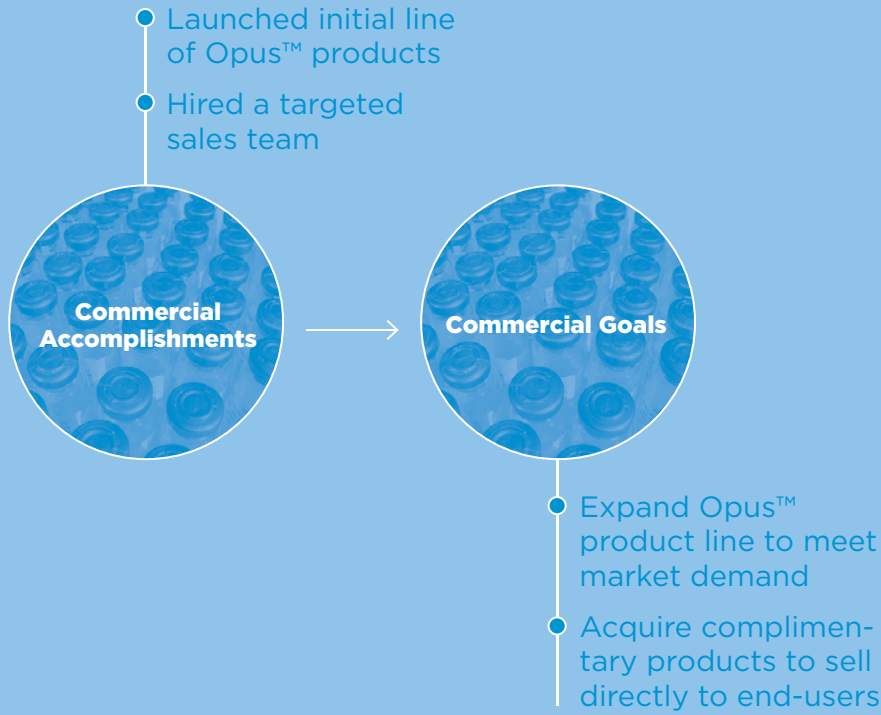 Launched initial line
of Opus™ products
Hired a targeted
sales team
Commercial
Accomplishments
Commercial Goals
Expand Opus™
product line to meet
market demand
Acquire complimen-
tary products to sell
directly to end-users